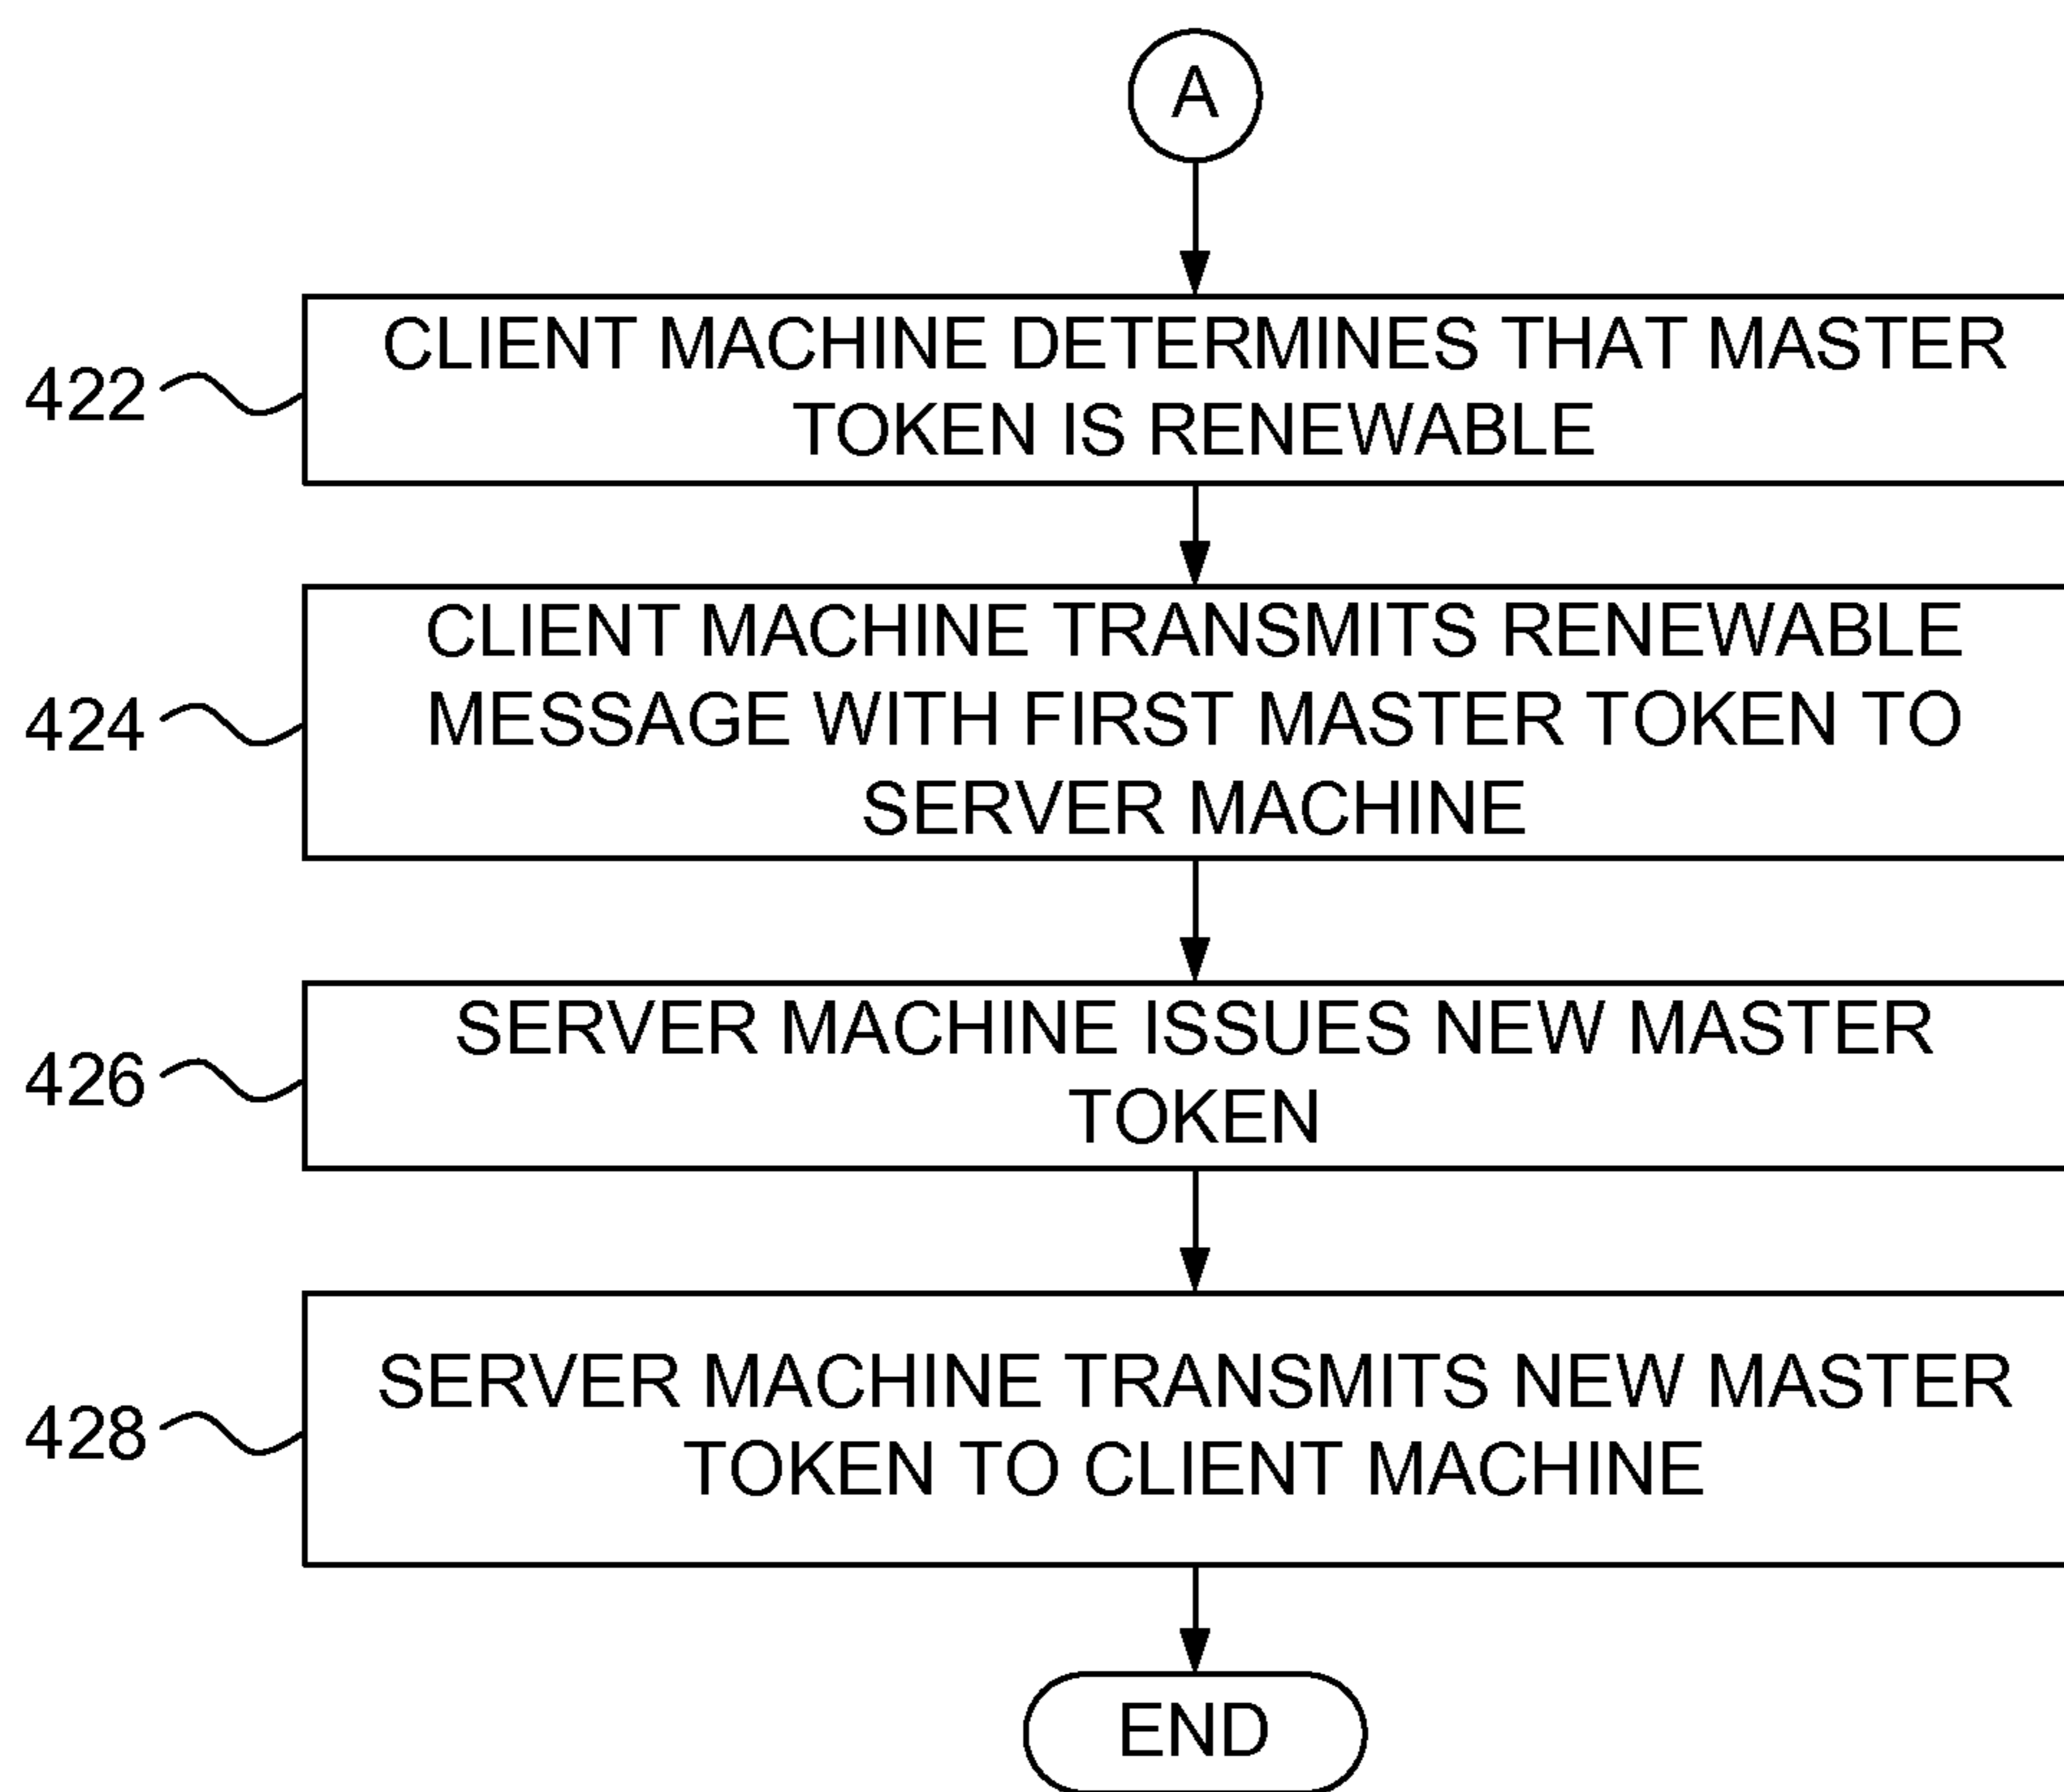 A
422
CLIENT MACHINE DETERMINES THAT MASTER
TOKEN IS RENEWABLE
424
CLIENT MACHINE TRANSMITS RENEWABLE
MESSAGE WITH FIRST MASTER TOKEN TO
SERVER MACHINE
426
SERVER MACHINE ISSUES NEW MASTER
TOKEN
428
SERVER MACHINE TRANSMITS NEW MASTER
TOKEN TO CLIENT MACHINE
END